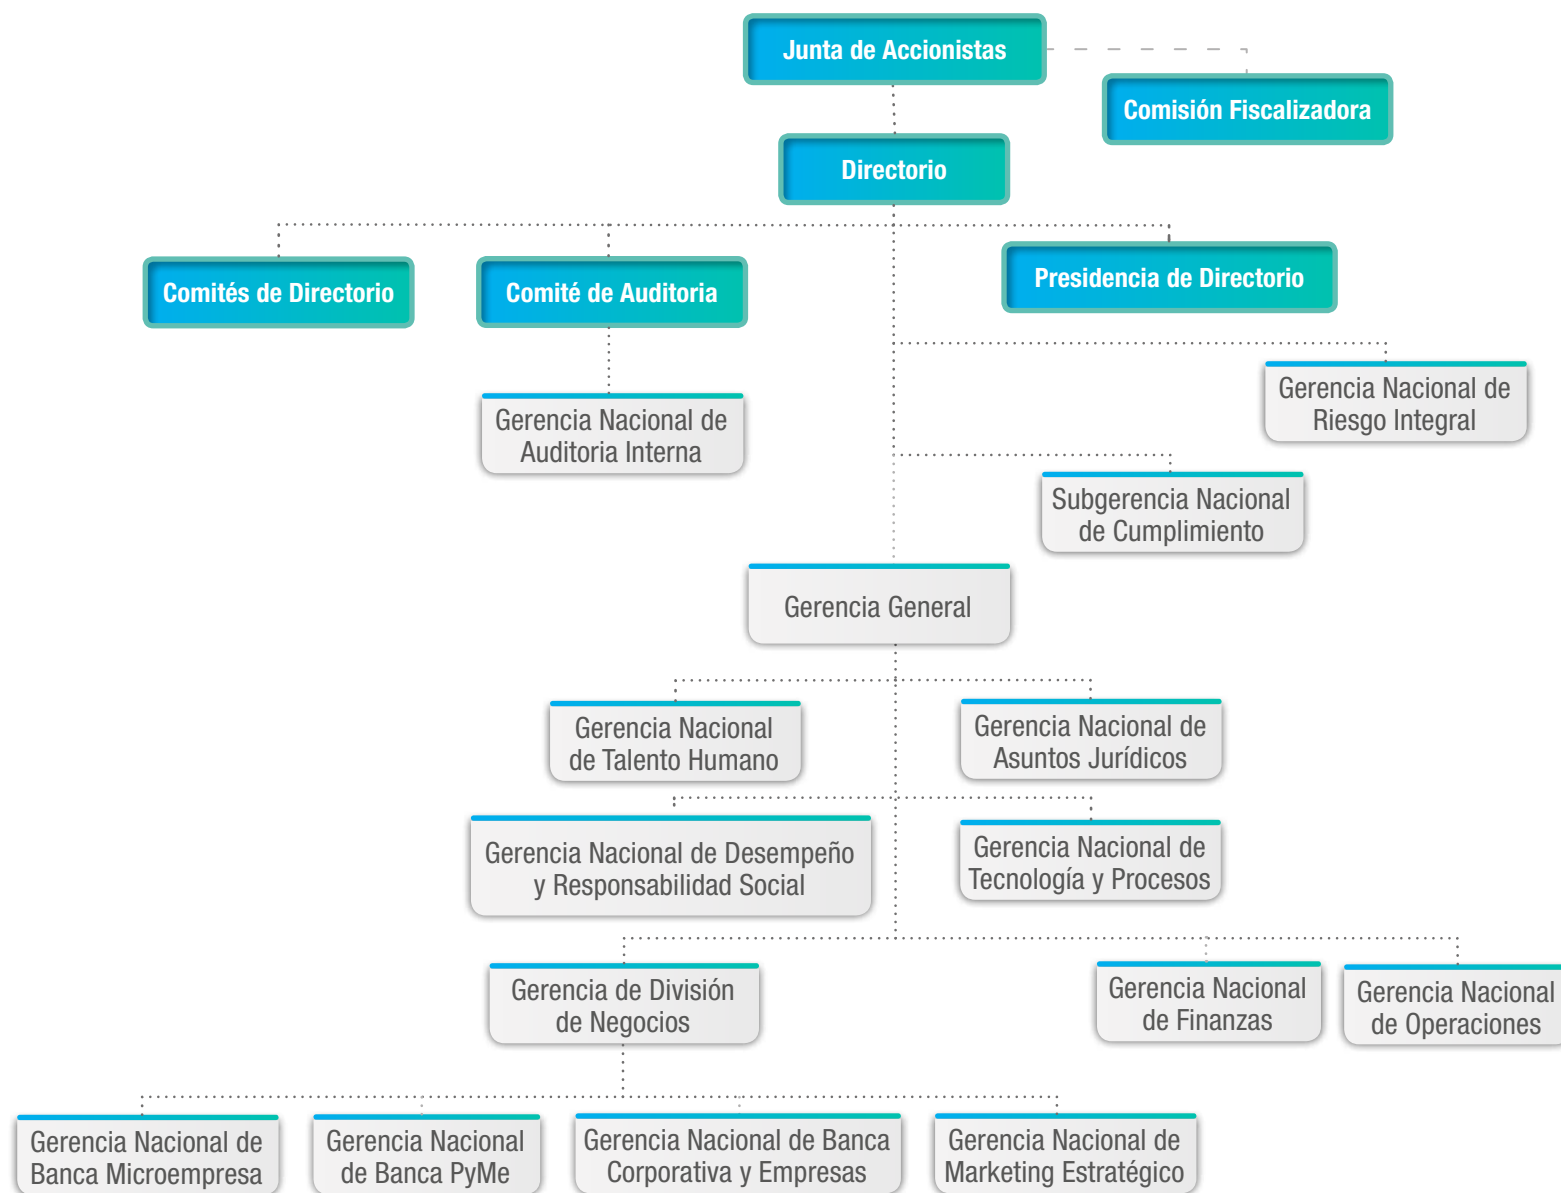 Junta de Accionistas
Comisión Fiscalizadora
Directorio
Comités de Directorio
Comité de Auditoria
Presidencia de Directorio
Gerencia Nacional de
Riesgo Integral
Gerencia Nacional de
Auditoria Interna
Subgerencia Nacional
de Cumplimiento
Gerencia General
Gerencia Nacional
de Talento Humano
Gerencia Nacional de
Asuntos Jurídicos
Gerencia Nacional de Desempeño
y Responsabilidad Social
Gerencia Nacional de
Tecnología y Procesos
Gerencia de División
de Negocios
Gerencia Nacional
de Finanzas
Gerencia Nacional
de Operaciones
Gerencia Nacional de
Banca Microempresa
Gerencia Nacional
de Banca PyMe
Gerencia Nacional de Banca
Corporativa y Empresas
Gerencia Nacional de
Marketing Estratégico